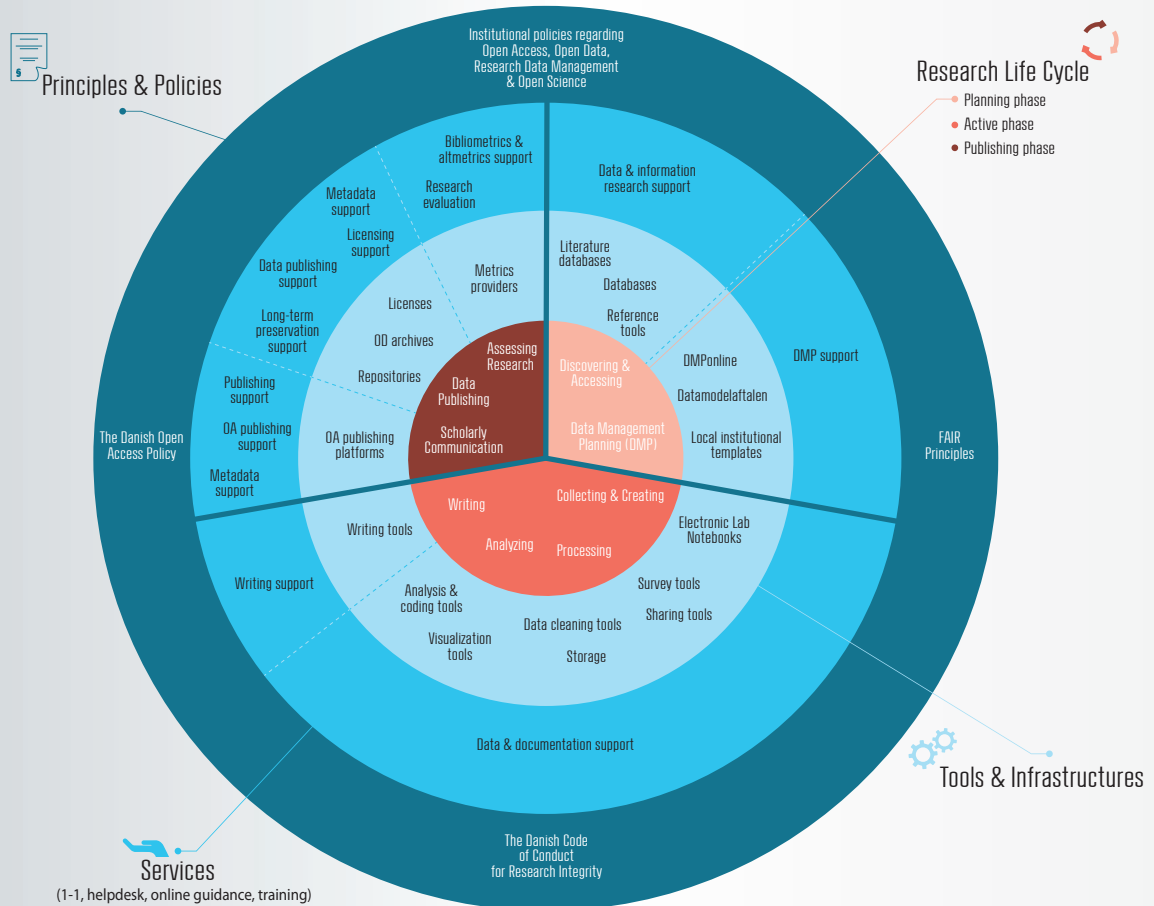 Institutional policies regarding
Open Access, Open Data,
Research Data Management
& Open Science
§
Principles & Policies
Research Life Cycle
Planning phase
Active phase
Publishing phase
Bibliometrics &
altmetrics support
Research
evaluation
Metadata
support
Licensing
support
Data publishing
support
Long-term
preservation
support
Publishing
support
OA publishing
support
Metadata
support
The Danish Open
Access Policy
Data & information
research support
DMP support
FAIR
Principles
Metrics
providers
Licenses
OD archives
Repositories
OA publishing
platforms
Literature
databases
Databases
Reference
tools
DMPonline
Datamodelaftalen
Local institutional
templates
Assessing
Research
Data
Publishing
Scholarly
Communication
Discovering &
Accessing
Data Management
Planning (DMP)
Writing
Collecting & Creating
Analyzing
Processing
Writing tools
Electronic Lab
Notebooks
Writing support
Analysis &
coding tools
Survey tools
Sharing tools
Data cleaning tools
Visualization
tools
Storage
Data & documentation support
Tools & Infrastructures
The Danish Code
of Conduct
for Research Integrity
Services
(1-1, helpdesk, online guidance, training)